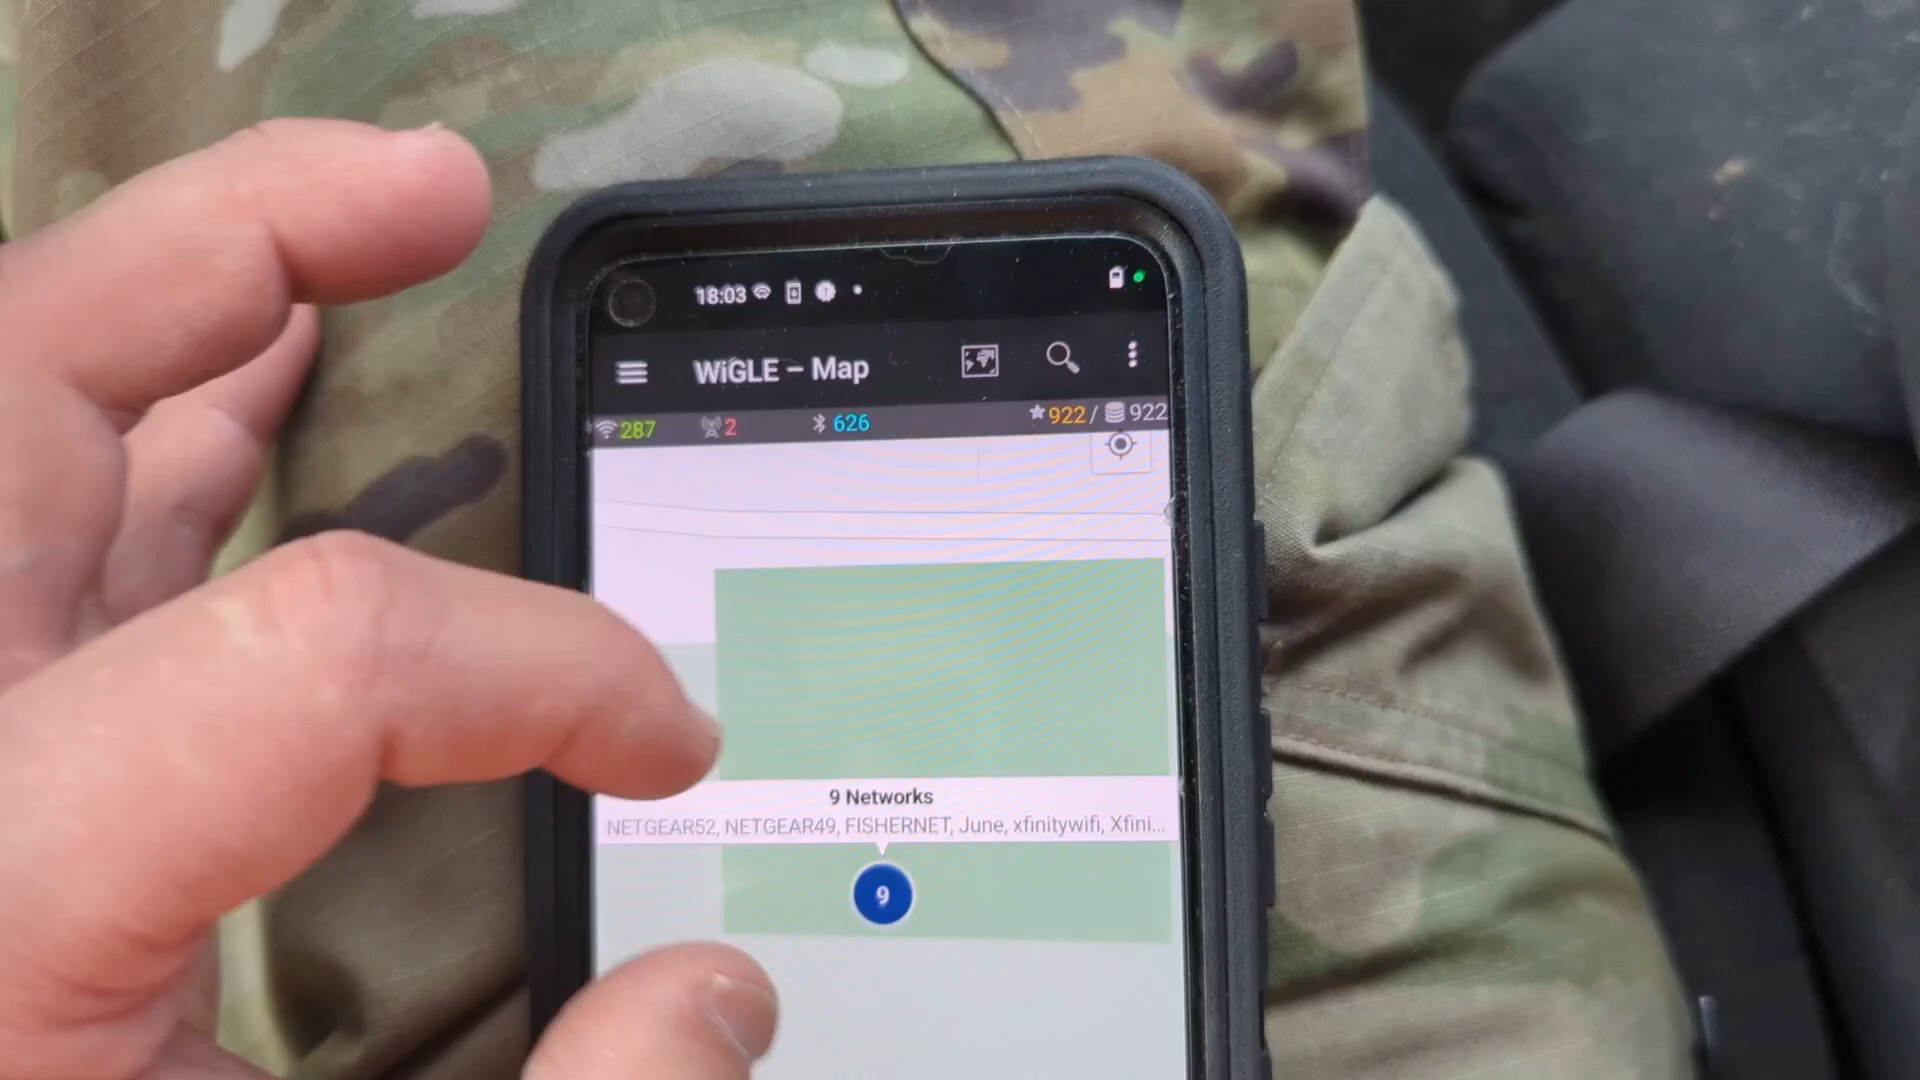 18:03
WiGLE – Map
287 2 626 922 / 922
9 Networks
NETGEAR52, NETGEAR49, FISHERNET, June, xfinitywifi, Xfini...
9